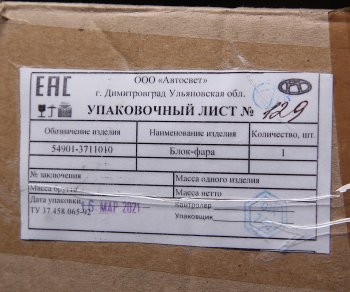 EAC
ООО «Автосвет»
г. Димитровград Ульяновская обл.
УПАКОВОЧНЫЙ ЛИСТ № 129
Обозначение изделия Наименование изделия Количество, шт.
54901-3711010 Блок-фара 1
№ заключения Масса одного изделия
Масса брутто Масса нетто
Дата упаковки 15 МАР 2021 Контролер
ТУ 37.458.065-92 Упаковщик